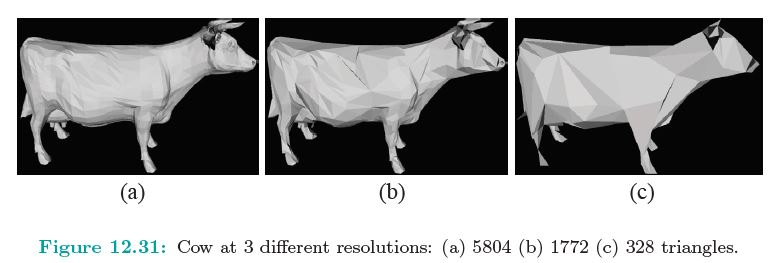 (a) (b) (c)
Figure 12.31: Cow at 3 different resolutions: (a) 5804 (b) 1772 (c) 328 triangles.